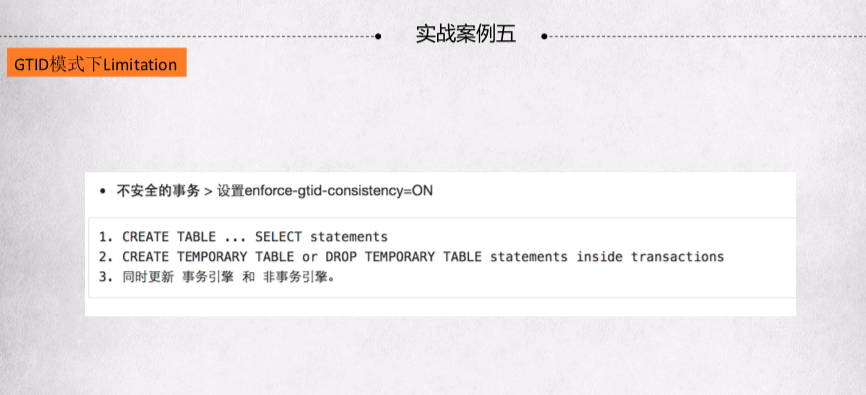 实战案例五
GTID模式下Limitation
• 不安全的事务 > 设置enforce-gtid-consistency=ON
1. CREATE TABLE ... SELECT statements
2. CREATE TEMPORARY TABLE or DROP TEMPORARY TABLE statements inside transactions
3. 同时更新 事务引擎 和 非事务引擎。